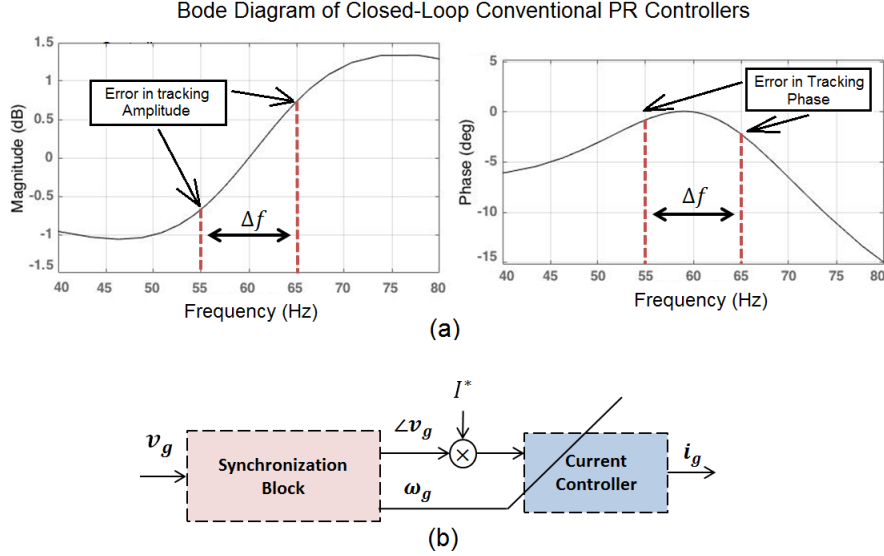 Bode Diagram of Closed-Loop Conventional PR Controllers
1.5
1
0.5
0
-0.5
-1
-1.5
Magnitude (dB)
Error in tracking
Amplitude
Δf
40 45 50 55 60 65 70 75 80
Frequency (Hz)
5
0
-5
-10
-15
Phase (deg)
Error in Tracking
Phase
Δf
40 45 50 55 60 65 70 75 80
Frequency (Hz)
(a)
I*
v_g
Synchronization
Block
∠v_g
×
ω_g
Current
Controller
i_g
(b)